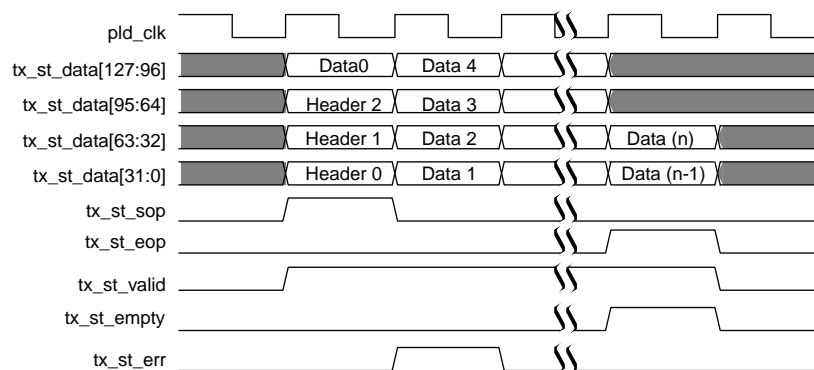 pld_clk
tx_st_data[127:96] Data0 Data 4
tx_st_data[95:64] Header 2 Data 3
tx_st_data[63:32] Header 1 Data 2 Data (n)
tx_st_data[31:0] Header 0 Data 1 Data (n-1)
tx_st_sop
tx_st_eop
tx_st_valid
tx_st_empty
tx_st_err